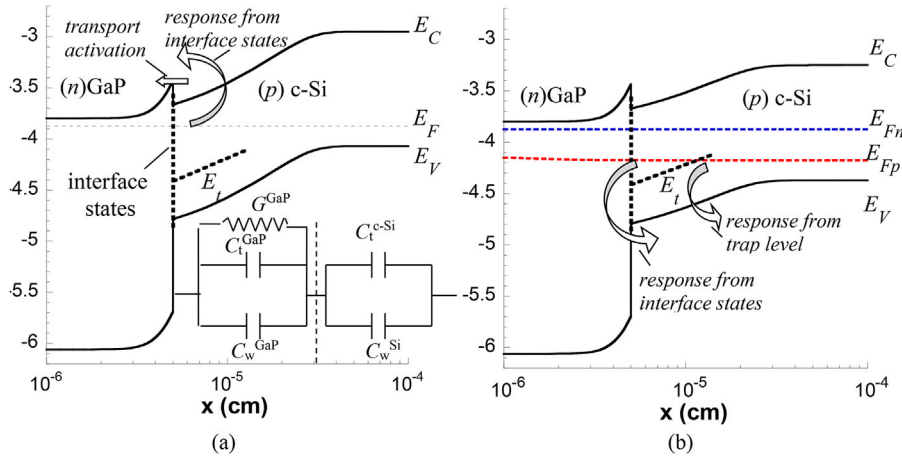 transport
activation
response from
interface states
(n)GaP
(p) c-Si
E_C
E_F
E_V
interface
states
E_t
G^GaP
C_t^GaP
C_t^c-Si
C_w^GaP
C_w^Si
-3
-3.5
-4
-4.5
-5
-5.5
-6
10^-6
10^-5
10^-4
x (cm)
(a)
(n)GaP
(p) c-Si
E_C
E_Fn
E_Fp
E_V
E_t
response from
trap level
response from
interface states
-3
-3.5
-4
-4.5
-5
-5.5
-6
10^-6
10^-5
10^-4
x (cm)
(b)